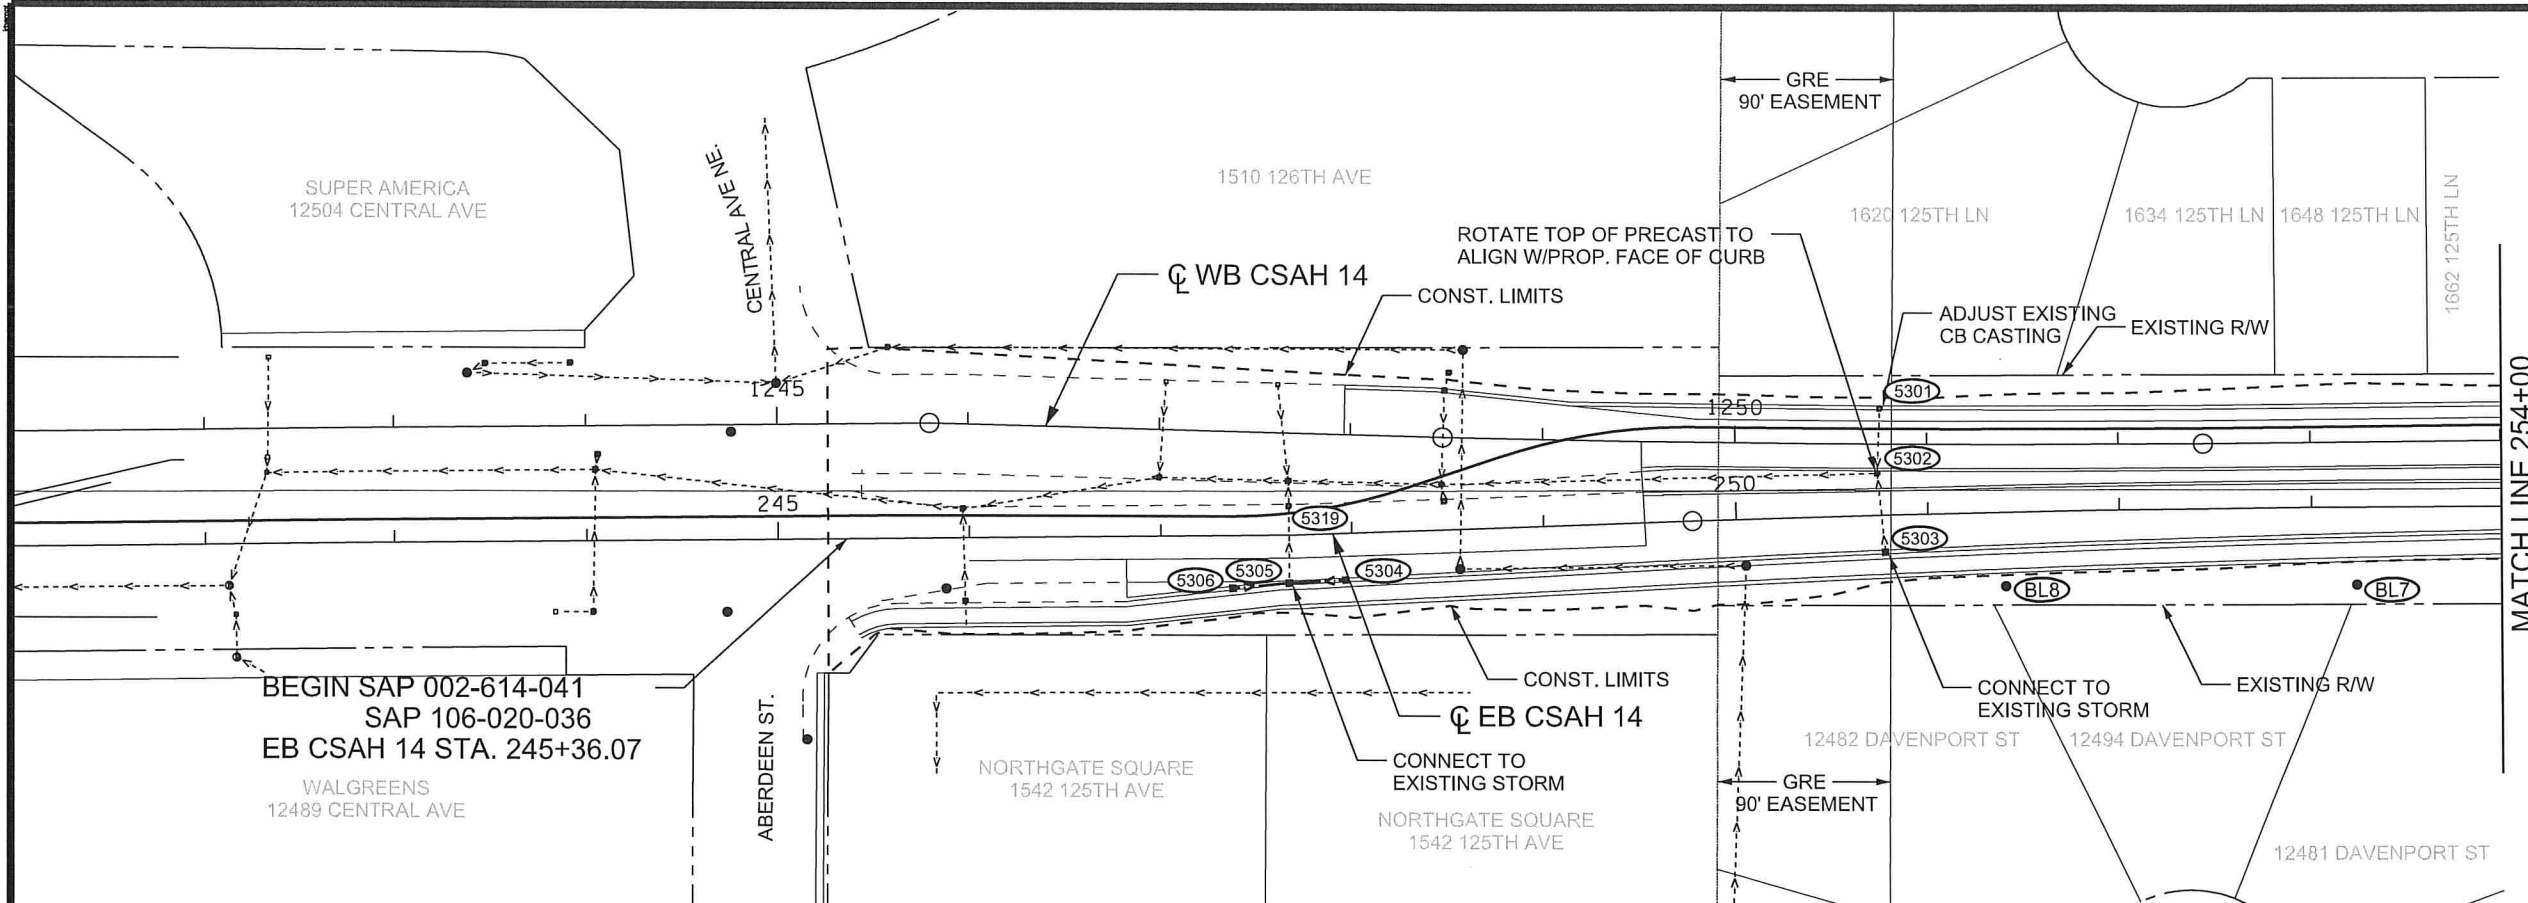 GRE
90' EASEMENT
SUPER AMERICA
12504 CENTRAL AVE
CENTRAL AVE NE.
1510 126TH AVE
1620 125TH LN
1634 125TH LN
1648 125TH LN
1662 125TH LN
ROTATE TOP OF PRECAST TO
ALIGN W/PROP. FACE OF CURB
℄ WB CSAH 14
CONST. LIMITS
ADJUST EXISTING
CB CASTING
EXISTING R/W
1245
1250
5301
5302
245
250
5319
5303
5306
5305
5304
BL8
BL7
MATCH LINE 254+00
BEGIN SAP 002-614-041
SAP 106-020-036
EB CSAH 14 STA. 245+36.07
WALGREENS
12489 CENTRAL AVE
ABERDEEN ST.
CONST. LIMITS
℄ EB CSAH 14
CONNECT TO
EXISTING STORM
CONNECT TO
EXISTING STORM
EXISTING R/W
NORTHGATE SQUARE
1542 125TH AVE
NORTHGATE SQUARE
1542 125TH AVE
GRE
90' EASEMENT
12482 DAVENPORT ST
12494 DAVENPORT ST
12481 DAVENPORT ST